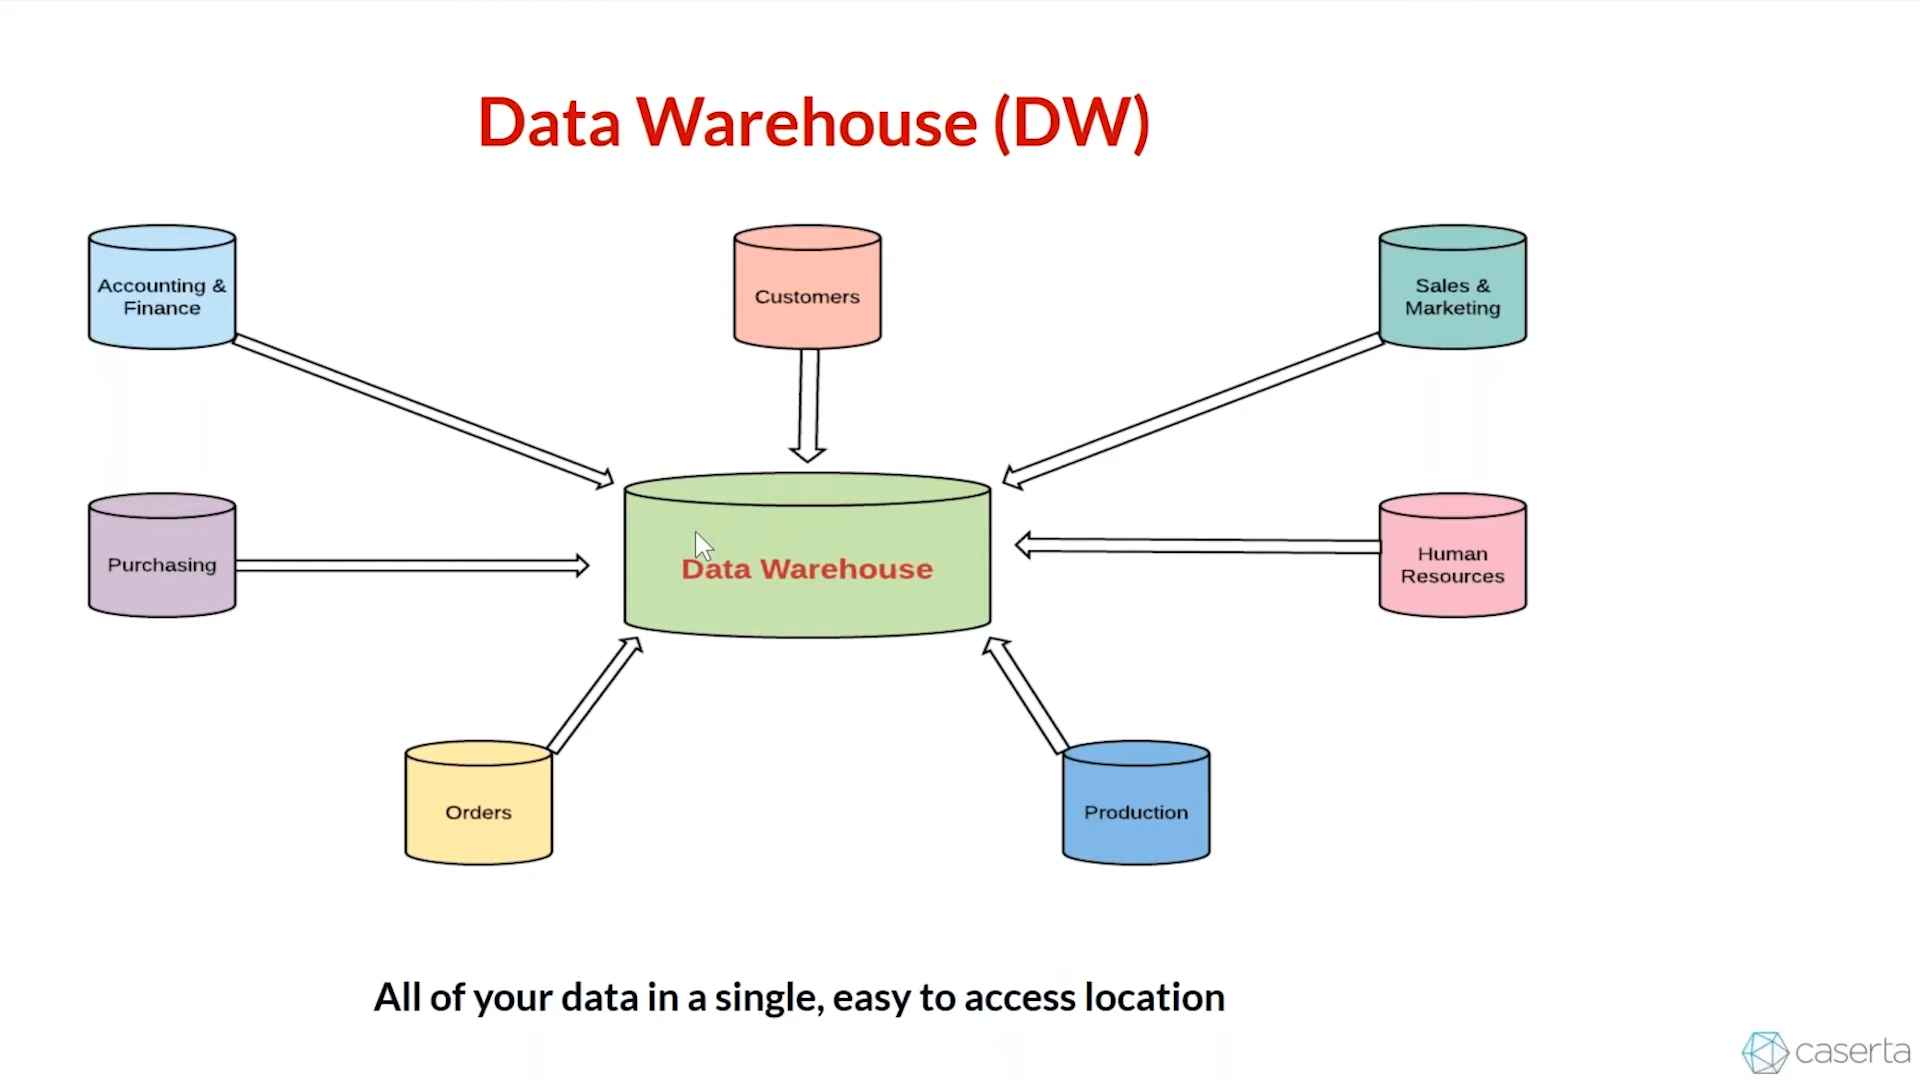 Data Warehouse (DW)
Accounting &
Finance
Customers
Sales &
Marketing
Purchasing
Data Warehouse
Human
Resources
Orders
Production
All of your data in a single, easy to access location
caserta